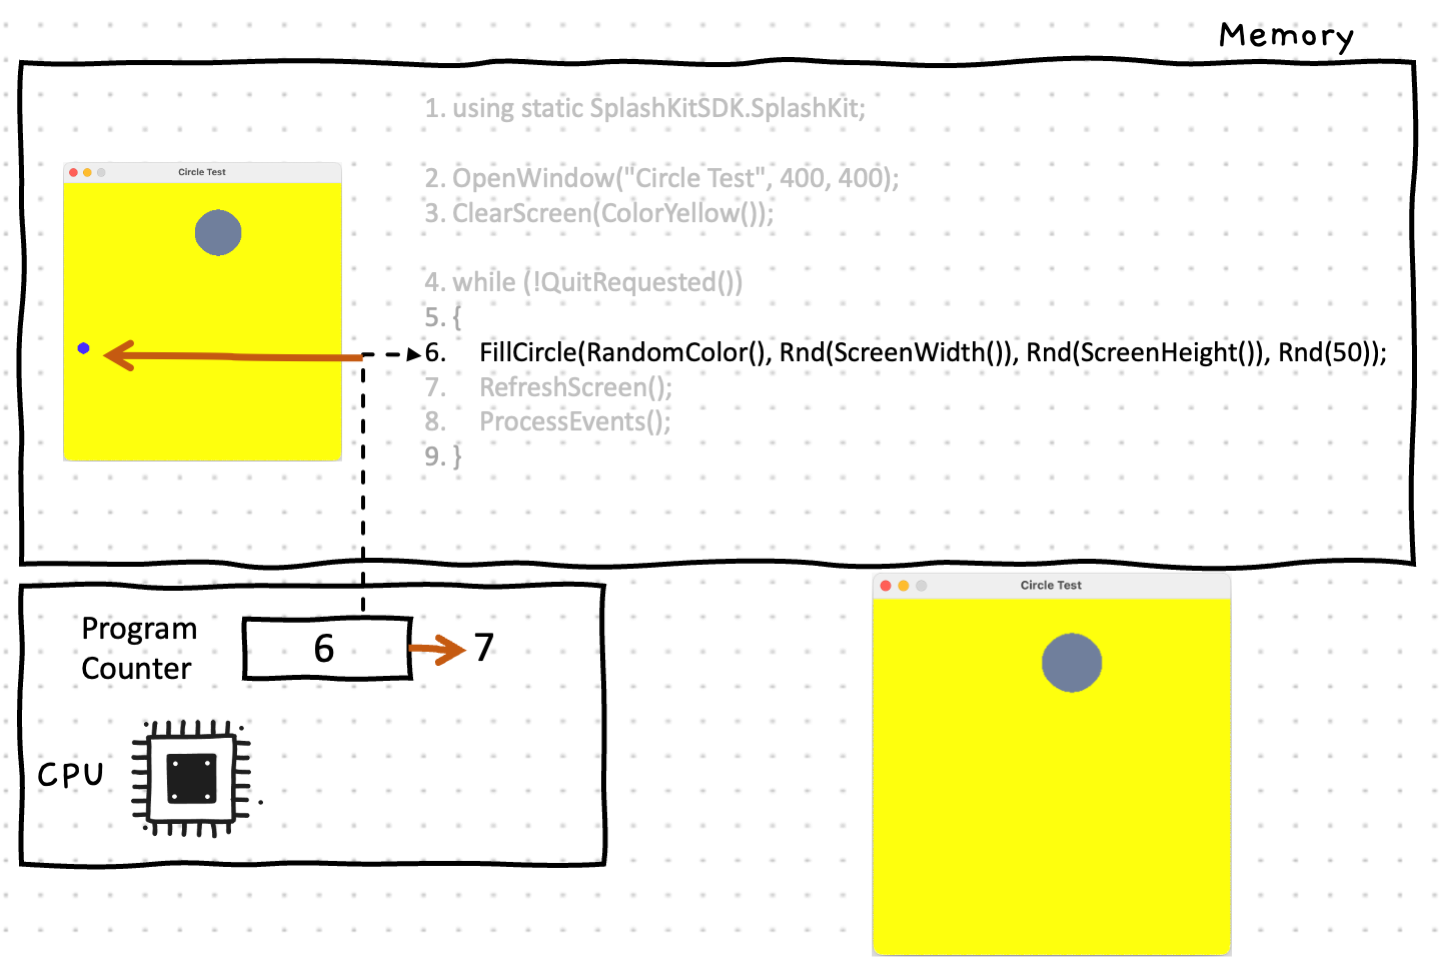 Memory
1. using static SplashKitSDK.SplashKit;
Circle Test
2. OpenWindow("Circle Test", 400, 400);
3. ClearScreen(ColorYellow());
4. while (!QuitRequested())
5. {
6. FillCircle(RandomColor(), Rnd(ScreenWidth()), Rnd(ScreenHeight()), Rnd(50));
7. RefreshScreen();
8. ProcessEvents();
9. }
Circle Test
Program
Counter
6
7
CPU